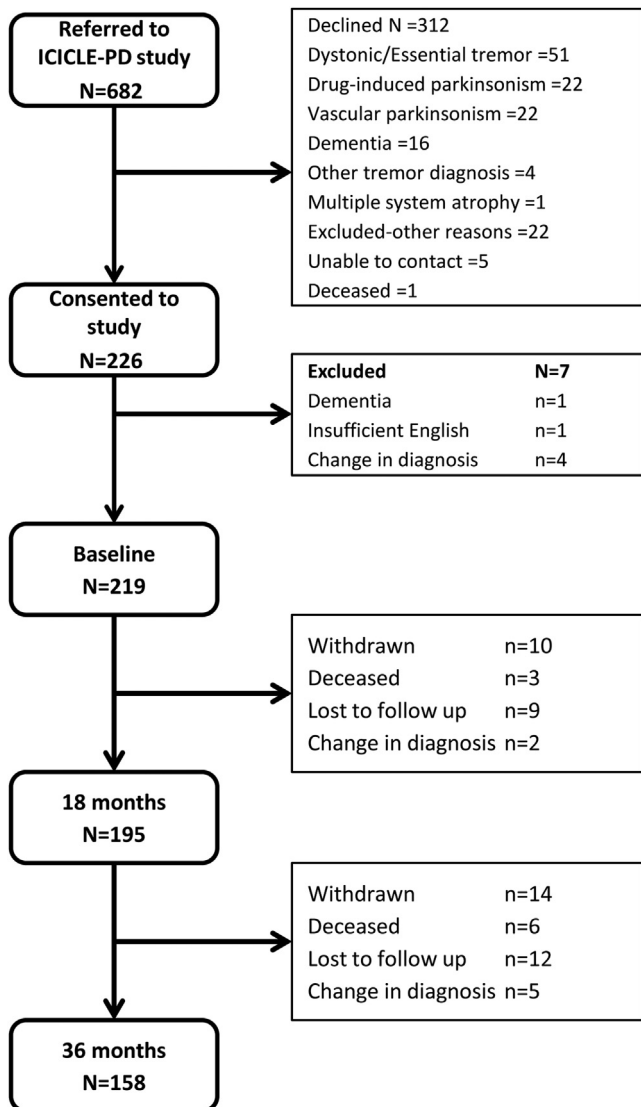 Referred to
ICICLE-PD study
N=682
Declined N =312
Dystonic/Essential tremor =51
Drug-induced parkinsonism =22
Vascular parkinsonism =22
Dementia =16
Other tremor diagnosis =4
Multiple system atrophy =1
Excluded-other reasons =22
Unable to contact =5
Deceased =1
Consented to
study
N=226
Excluded N=7
Dementia n=1
Insufficient English n=1
Change in diagnosis n=4
Baseline
N=219
Withdrawn n=10
Deceased n=3
Lost to follow up n=9
Change in diagnosis n=2
18 months
N=195
Withdrawn n=14
Deceased n=6
Lost to follow up n=12
Change in diagnosis n=5
36 months
N=158